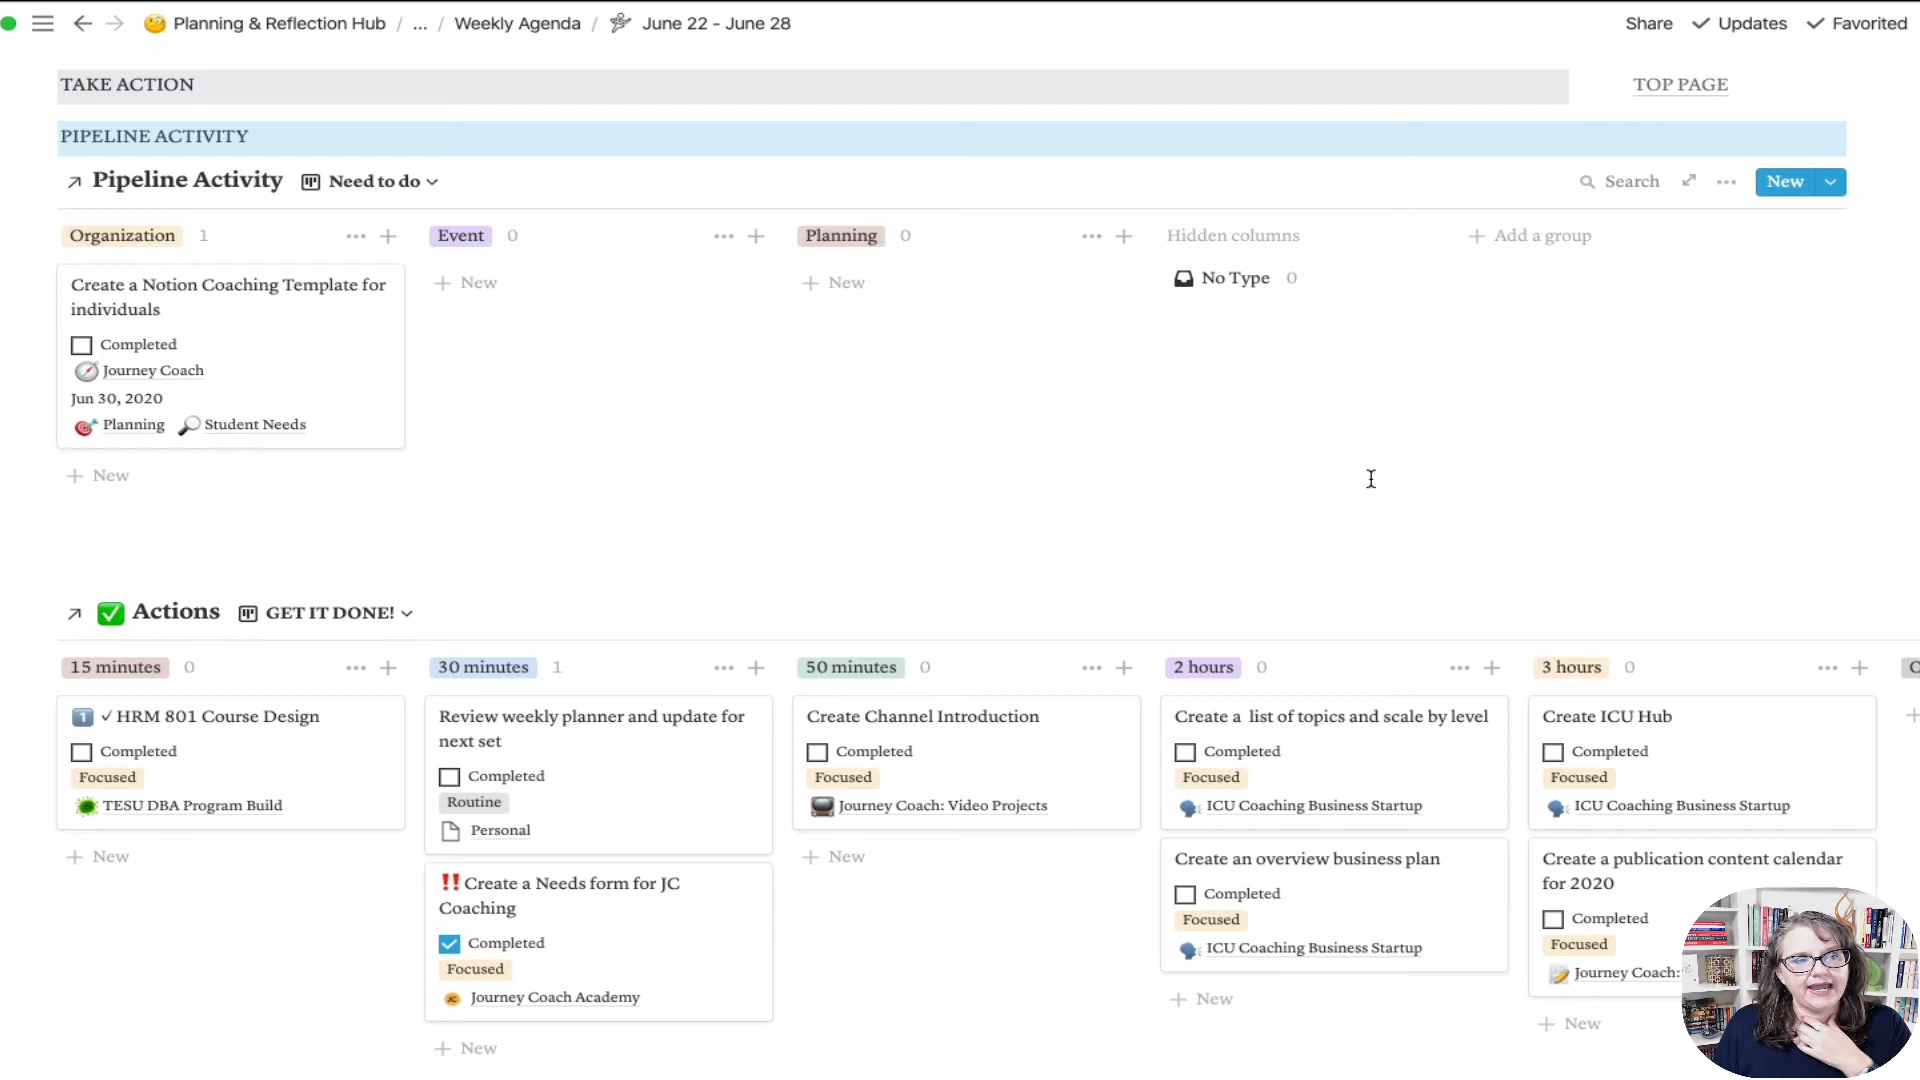 Planning & Reflection Hub / ... / Weekly Agenda / June 22 - June 28
Share Updates Favorited
TAKE ACTION
TOP PAGE
PIPELINE ACTIVITY
Pipeline Activity Need to do
Search New
Organization 1
Event 0
Planning 0
Hidden columns
Add a group
Create a Notion Coaching Template for
individuals
Completed
Journey Coach
Jun 30, 2020
Planning Student Needs
New
New
New
No Type 0
Actions GET IT DONE!
15 minutes 0
30 minutes 1
50 minutes 0
2 hours 0
3 hours 0
1 ✓ HRM 801 Course Design
Completed
Focused
TESU DBA Program Build
New
Review weekly planner and update for
next set
Completed
Routine
Personal
‼️ Create a Needs form for JC
Coaching
Completed
Focused
JC Journey Coach Academy
New
Create Channel Introduction
Completed
Focused
Journey Coach: Video Projects
New
Create a list of topics and scale by level
Completed
Focused
ICU Coaching Business Startup
Create an overview business plan
Completed
Focused
ICU Coaching Business Startup
New
Create ICU Hub
Completed
Focused
ICU Coaching Business Startup
Create a publication content calendar
for 2020
Completed
Focused
Journey Coach:
New